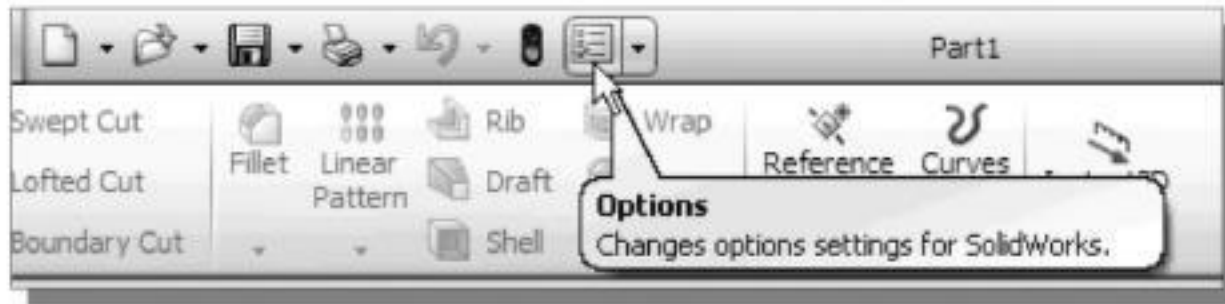 Part1
Swept Cut
Lofted Cut
Boundary Cut
Fillet
Linear
Pattern
Rib
Draft
Shell
Wrap
Reference
Curves
Options
Changes options settings for SolidWorks.